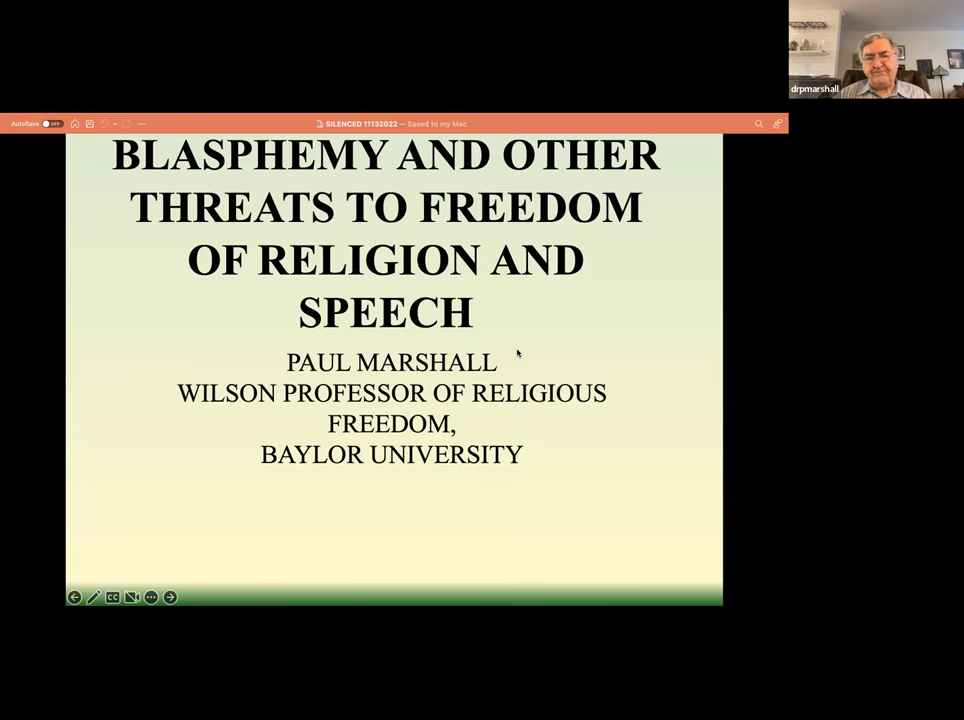 drpmarshall
AutoSave OFF
SILENCED 11132022 — Saved to my Mac
BLASPHEMY AND OTHER
THREATS TO FREEDOM
OF RELIGION AND
SPEECH
PAUL MARSHALL
WILSON PROFESSOR OF RELIGIOUS
FREEDOM,
BAYLOR UNIVERSITY
CC